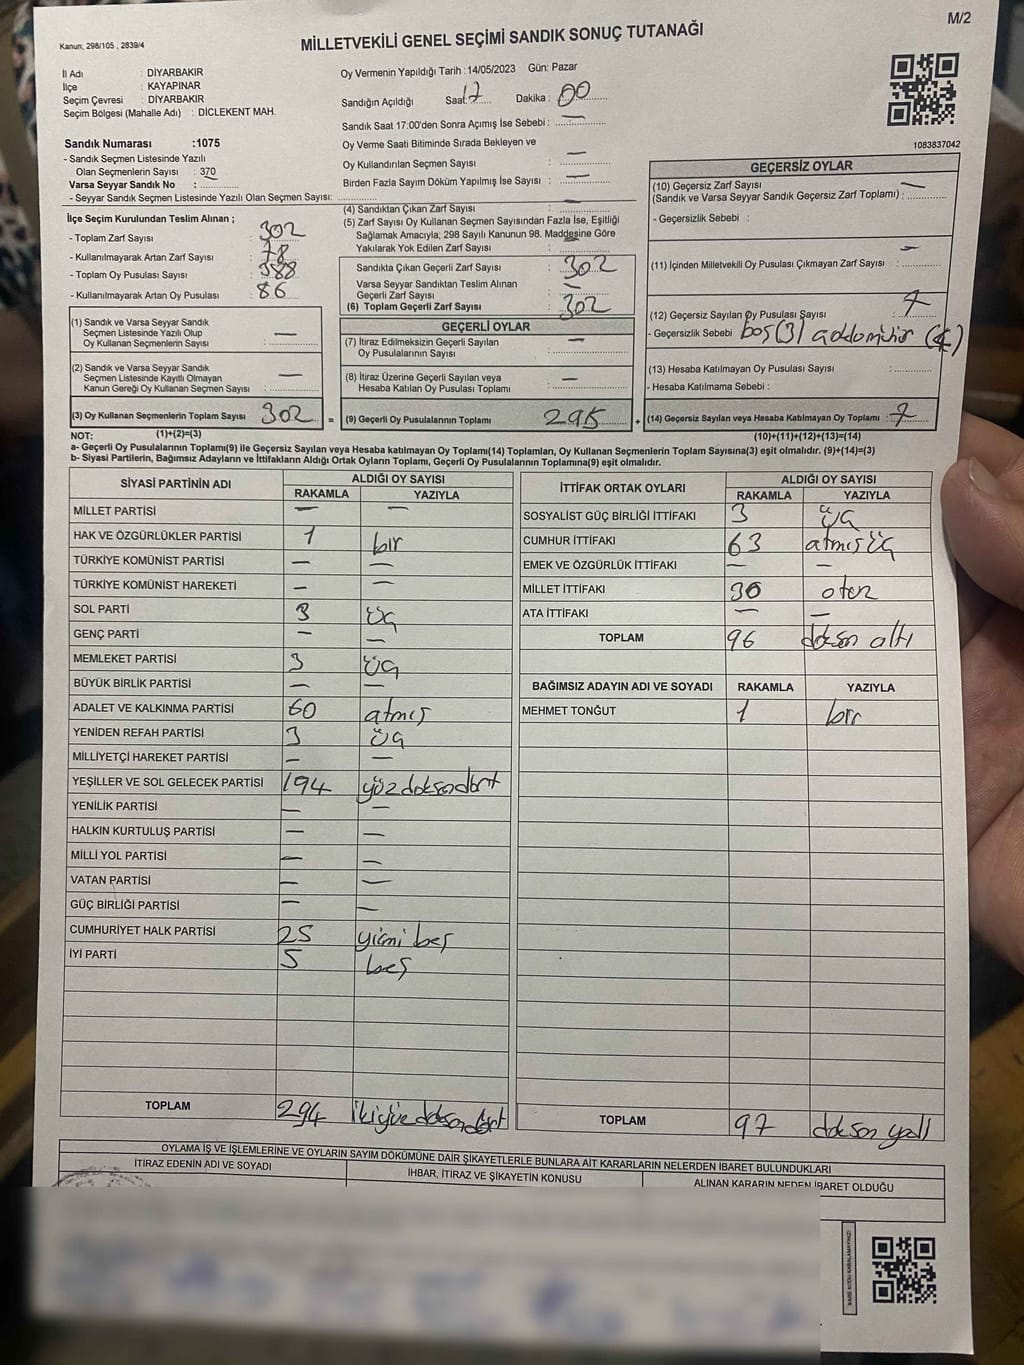 M/2
Kanun; 298/105 , 2839/4
MİLLETVEKİLİ GENEL SEÇİMİ SANDIK SONUÇ TUTANAĞI
İl Adı : DİYARBAKIR
İlçe : KAYAPINAR
Seçim Çevresi : DİYARBAKIR
Seçim Bölgesi (Mahalle Adı) : DICLEKENT MAH.
Sandık Numarası :1075
- Sandık Seçmen Listesinde Yazılı
Olan Seçmenlerin Sayısı : 370
Varsa Seyyar Sandık No :
- Seyyar Sandık Seçmen Listesinde Yazılı Olan Seçmen Sayısı:
Oy Vermenin Yapıldığı Tarih :14/05/2023 Gün: Pazar
Sandığın Açıldığı Saat 17 Dakika : 00
Sandık Saat 17:00'den Sonra Açımış İse Sebebi : —
Oy Verme Saati Bitiminde Sırada Bekleyen ve
Oy Kullandırılan Seçmen Sayısı —
Birden Fazla Sayım Döküm Yapılmış İse Sayısı : —
1083837042
İlçe Seçim Kurulundan Teslim Alınan ;
- Toplam Zarf Sayısı : 302
- Kullanılmayarak Artan Zarf Sayısı : 78
- Toplam Oy Pusulası Sayısı : 388
- Kullanılmayarak Artan Oy Pusulası : 86
(4) Sandıktan Çıkan Zarf Sayısı : —
(5) Zarf Sayısı Oy Kullanan Seçmen Sayısından Fazla İse, Eşitliği
Sağlamak Amacıyla; 298 Sayılı Kanunun 98. Maddesine Göre
Yakılarak Yok Edilen Zarf Sayısı :
Sandıkta Çıkan Geçerli Zarf Sayısı : 302
Varsa Seyyar Sandıktan Teslim Alınan
Geçerli Zarf Sayısı : —
(6) Toplam Geçerli Zarf Sayısı : 302
GEÇERSİZ OYLAR
(10) Geçersiz Zarf Sayısı
(Sandık ve Varsa Seyyar Sandık Geçersiz Zarf Toplamı) : —
- Geçersizlik Sebebi :
(11) İçinden Milletvekili Oy Pusulası Çıkmayan Zarf Sayısı : —
(12) Geçersiz Sayılan Oy Pusulası Sayısı : 7
- Geçersizlik Sebebi : boş (3) (4)
(13) Hesaba Katılmayan Oy Pusulası Sayısı :
- Hesaba Katılmama Sebebi :
(14) Geçersiz Sayılan veya Hesaba Katılmayan Oy Toplamı : 7
(10)+(11)+(12)+(13)=(14)
(1) Sandık ve Varsa Seyyar Sandık
Seçmen Listesinde Yazılı Olup
Oy Kullanan Seçmenlerin Sayısı : —
(2) Sandık ve Varsa Seyyar Sandık
Seçmen Listesinde Kayıtlı Olmayan
Kanun Gereği Oy Kullanan Seçmen Sayısı : —
(3) Oy Kullanan Seçmenlerin Toplam Sayısı : 302 =
GEÇERLİ OYLAR
(7) İtiraz Edilmeksizin Geçerli Sayılan
Oy Pusulalarının Sayısı : —
(8) İtiraz Üzerine Geçerli Sayılan veya
Hesaba Katılan Oy Pusulası Toplamı : —
(9) Geçerli Oy Pusulalarının Toplamı : 295 +
NOT: (1)+(2)=(3)
a- Geçerli Oy Pusulalarının Toplamı(9) ile Geçersiz Sayılan veya Hesaba katılmayan Oy Toplamı(14) Toplamları, Oy Kullanan Seçmenlerin Toplam Sayısına(3) eşit olmalıdır. (9)+(14)=(3)
b- Siyasi Partilerin, Bağımsız Adayların ve İttifakların Aldığı Ortak Oyların Toplamı, Geçerli Oy Pusulalarının Toplamına(9) eşit olmalıdır.
SİYASİ PARTİNİN ADI ALDIĞI OY SAYISI
RAKAMLA YAZIYLA
MİLLET PARTİSİ — —
HAK VE ÖZGÜRLÜKLER PARTİSİ 1 bir
TÜRKİYE KOMÜNİST PARTİSİ — —
TÜRKİYE KOMÜNİST HAREKETİ — —
SOL PARTİ 3 üç
GENÇ PARTİ — —
MEMLEKET PARTİSİ 3 üç
BÜYÜK BİRLİK PARTİSİ — —
ADALET VE KALKINMA PARTİSİ 60 atmış
YENİDEN REFAH PARTİSİ 3 üç
MİLLİYETÇİ HAREKET PARTİSİ — —
YEŞİLLER VE SOL GELECEK PARTİSİ 194 yüz doksandört
YENİLİK PARTİSİ — —
HALKIN KURTULUŞ PARTİSİ — —
MİLLİ YOL PARTİSİ — —
VATAN PARTİSİ — —
GÜÇ BİRLİĞİ PARTİSİ — —
CUMHURİYET HALK PARTİSİ 25 yirmi beş
İYİ PARTİ 5 beş
TOPLAM 294
İTTİFAK ORTAK OYLARI ALDIĞI OY SAYISI
RAKAMLA YAZIYLA
SOSYALİST GÜÇ BİRLİĞİ İTTİFAKI 3 üç
CUMHUR İTTİFAKI 63 atmış üç
EMEK VE ÖZGÜRLÜK İTTİFAKI — —
MİLLET İTTİFAKI 30 otuz
ATA İTTİFAKI — —
TOPLAM 96 doksan altı
BAĞIMSIZ ADAYIN ADI VE SOYADI RAKAMLA YAZIYLA
MEHMET TONĞUT 1 bir
TOPLAM 97 doksan yedi
OYLAMA İŞ VE İŞLEMLERİNE VE OYLARIN SAYIM DÖKÜMÜNE DAİR ŞİKAYETLERLE BUNLARA AİT KARARLARIN NELERDEN İBARET BULUNDUKLARI
İTİRAZ EDENİN ADI VE SOYADI İHBAR, İTİRAZ VE ŞİKAYETİN KONUSU ALINAN KARARIN NEDEN İBARET OLDUĞU
KARE KODU KARALAMAYINIZ!